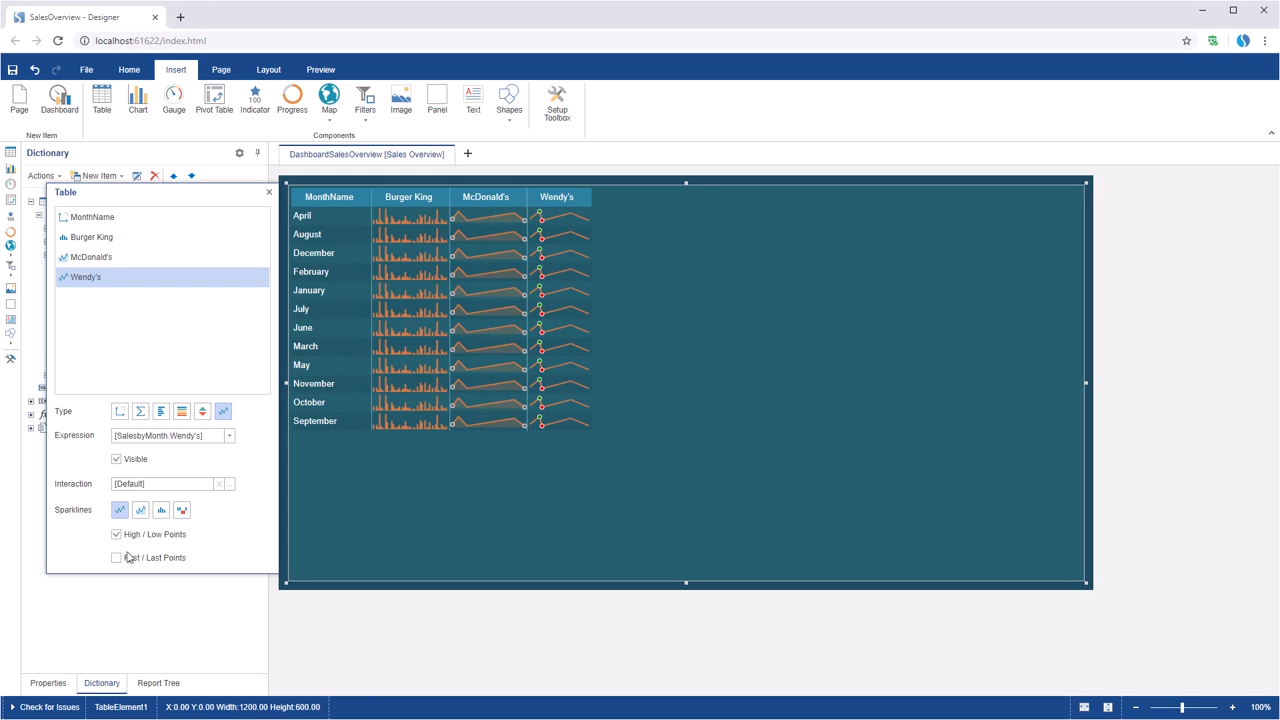 SalesOverview - Designer
localhost:61622/index.html
File Home Insert Page Layout Preview
Page Dashboard Table Chart Gauge Pivot Table Indicator Progress Map Filters Image Panel Text Shapes Setup Toolbox
100
New Item Components
Dictionary
DashboardSalesOverview [Sales Overview]
Actions New Item
Table
MonthName
Burger King
McDonald's
Wendy's
Type
Expression [SalesbyMonth.Wendy's]
Visible
Interaction [Default]
Sparklines
High / Low Points
/ Last Points
MonthName Burger King McDonald's Wendy's
April
August
December
February
January
July
June
March
May
November
October
September
Properties Dictionary Report Tree
Check for Issues TableElement1 X:0.00 Y:0.00 Width:1200.00 Height:600.00 100%